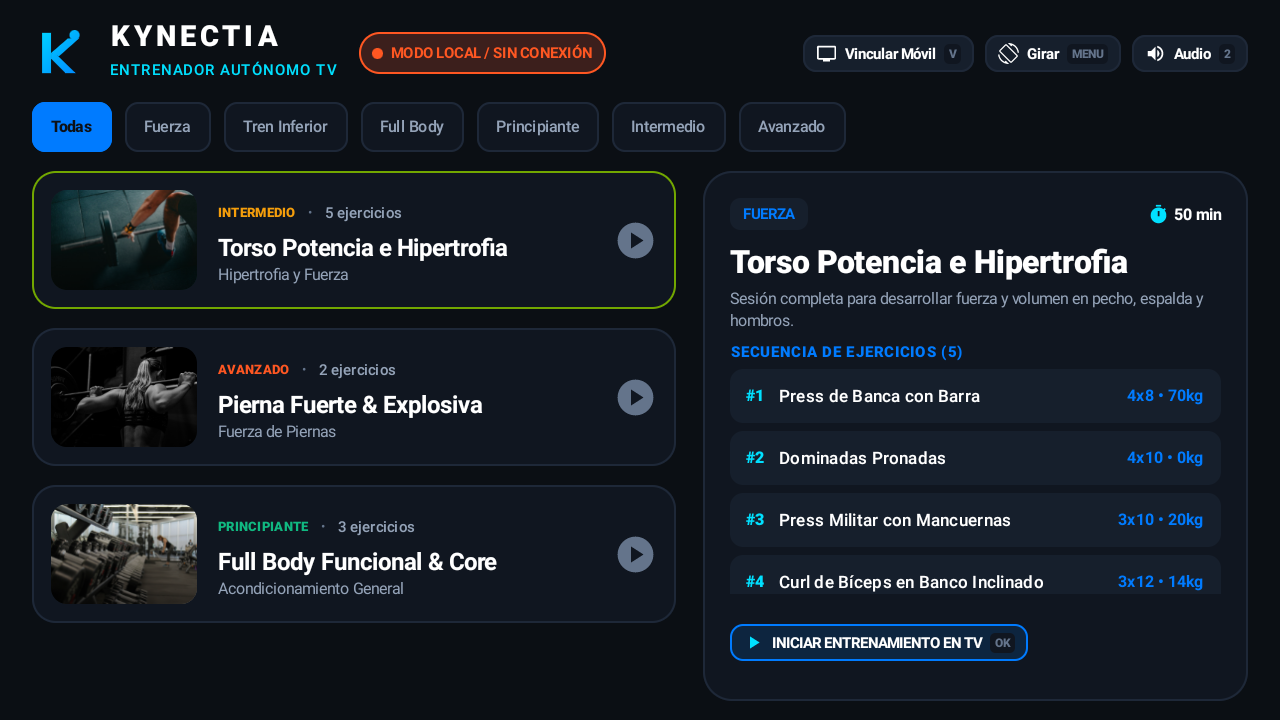 KYNECTIA
ENTRENADOR AUTÓNOMO TV
MODO LOCAL / SIN CONEXIÓN
Vincular Móvil V
Girar MENU
Audio 2
Todas
Fuerza
Tren Inferior
Full Body
Principiante
Intermedio
Avanzado
INTERMEDIO · 5 ejercicios
Torso Potencia e Hipertrofia
Hipertrofia y Fuerza
AVANZADO · 2 ejercicios
Pierna Fuerte & Explosiva
Fuerza de Piernas
PRINCIPIANTE · 3 ejercicios
Full Body Funcional & Core
Acondicionamiento General
FUERZA
50 min
Torso Potencia e Hipertrofia
Sesión completa para desarrollar fuerza y volumen en pecho, espalda y
hombros.
SECUENCIA DE EJERCICIOS (5)
#1 Press de Banca con Barra 4x8 • 70kg
#2 Dominadas Pronadas 4x10 • 0kg
#3 Press Militar con Mancuernas 3x10 • 20kg
#4 Curl de Bíceps en Banco Inclinado 3x12 • 14kg
INICIAR ENTRENAMIENTO EN TV OK